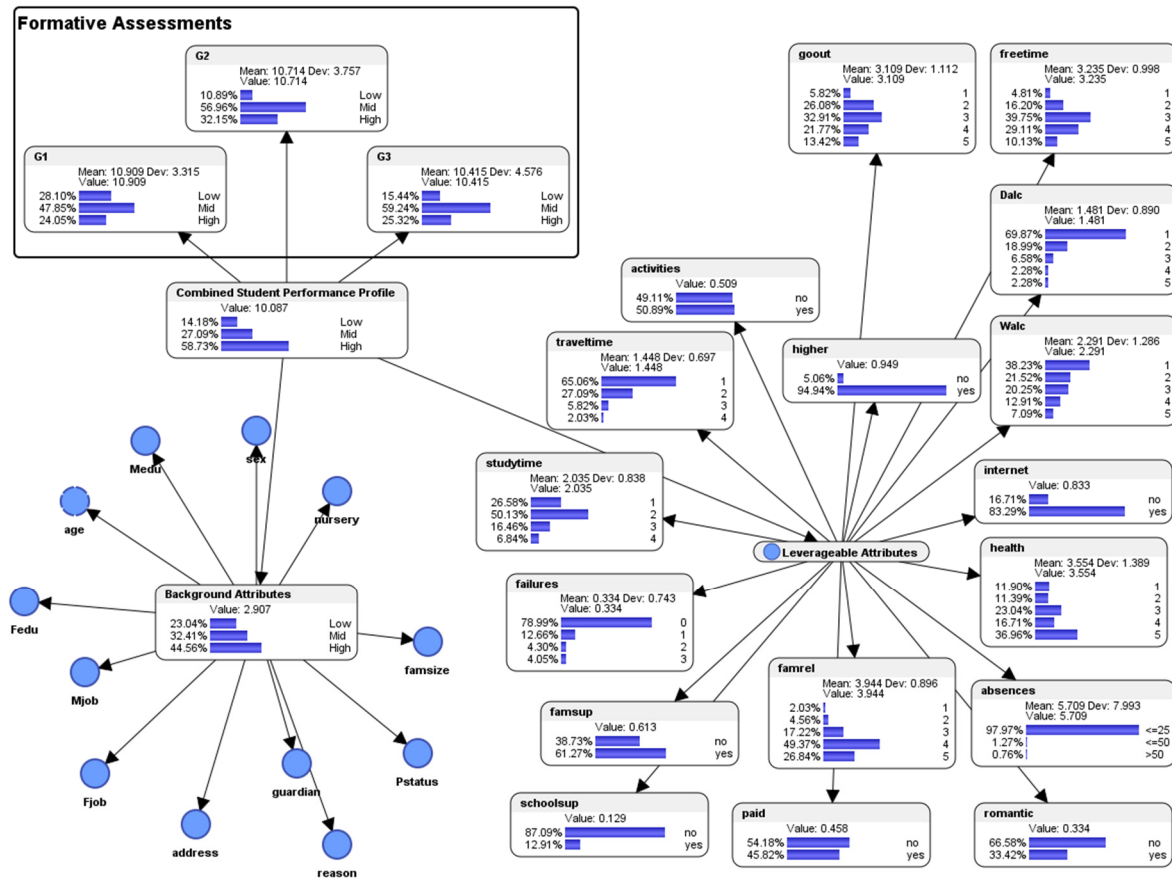 Formative Assessments
G2
Mean: 10.714 Dev: 3.757
Value: 10.714
10.89% Low
56.96% Mid
32.15% High
G1
Mean: 10.909 Dev: 3.315
Value: 10.909
28.10% Low
47.85% Mid
24.05% High
G3
Mean: 10.415 Dev: 4.576
Value: 10.415
15.44% Low
59.24% Mid
25.32% High
Combined Student Performance Profile
Value: 10.087
14.18% Low
27.09% Mid
58.73% High
Medu
sex
age
nursery
Background Attributes
Value: 2.907
23.04% Low
32.41% Mid
44.56% High
Fedu
famsize
Mjob
Fjob
guardian
Pstatus
address
reason
goout
Mean: 3.109 Dev: 1.112
Value: 3.109
5.82% 1
26.08% 2
32.91% 3
21.77% 4
13.42% 5
freetime
Mean: 3.235 Dev: 0.998
Value: 3.235
4.81% 1
16.20% 2
39.75% 3
29.11% 4
10.13% 5
Dalc
Mean: 1.481 Dev: 0.890
Value: 1.481
69.87% 1
18.99% 2
6.58% 3
2.28% 4
2.28% 5
activities
Value: 0.509
49.11% no
50.89% yes
traveltime
Mean: 1.448 Dev: 0.697
Value: 1.448
65.06% 1
27.09% 2
5.82% 3
2.03% 4
higher
Value: 0.949
5.06% no
94.94% yes
Walc
Mean: 2.291 Dev: 1.286
Value: 2.291
38.23% 1
21.52% 2
20.25% 3
12.91% 4
7.09% 5
studytime
Mean: 2.035 Dev: 0.838
Value: 2.035
26.58% 1
50.13% 2
16.46% 3
6.84% 4
internet
Value: 0.833
16.71% no
83.29% yes
Leverageable Attributes
health
Mean: 3.554 Dev: 1.389
Value: 3.554
11.90% 1
11.39% 2
23.04% 3
16.71% 4
36.96% 5
failures
Mean: 0.334 Dev: 0.743
Value: 0.334
78.99% 0
12.66% 1
4.30% 2
4.05% 3
famrel
Mean: 3.944 Dev: 0.896
Value: 3.944
2.03% 1
4.56% 2
17.22% 3
49.37% 4
26.84% 5
absences
Mean: 5.709 Dev: 7.993
Value: 5.709
97.97% <=25
1.27% <=50
0.76% >50
famsup
Value: 0.613
38.73% no
61.27% yes
schoolsup
Value: 0.129
87.09% no
12.91% yes
paid
Value: 0.458
54.18% no
45.82% yes
romantic
Value: 0.334
66.58% no
33.42% yes